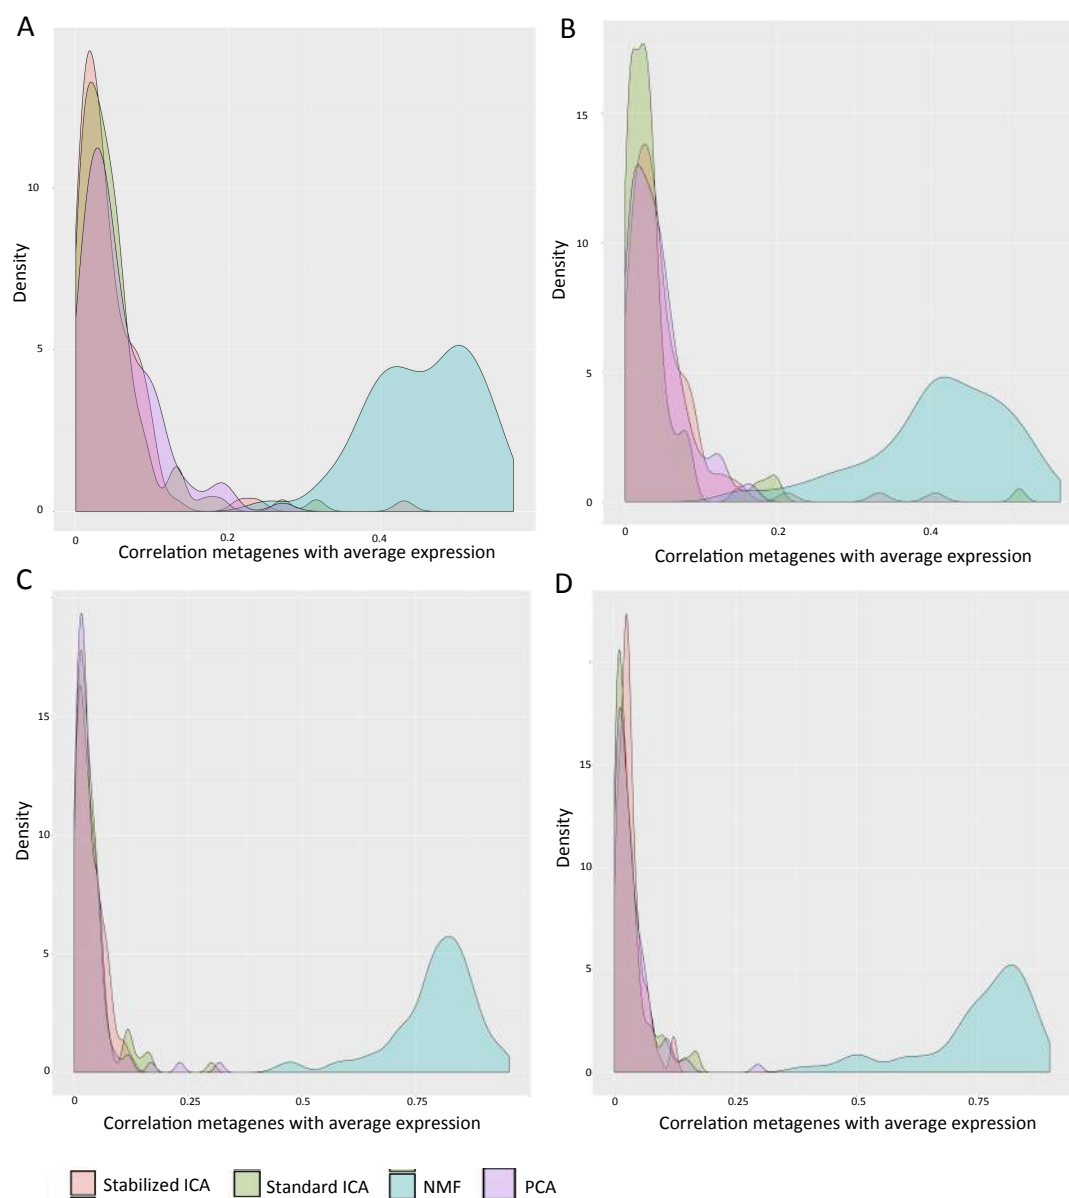 A
Density
10
5
0
0
0.2
0.4
Correlation metagenes with average expression
B
Density
15
10
5
0
0
0.2
0.4
Correlation metagenes with average expression
C
Density
15
10
5
0
0
0.25
0.5
0.75
Correlation metagenes with average expression
D
Density
15
10
5
0
0
0.25
0.5
0.75
Correlation metagenes with average expression
Stabilized ICA Standard ICA NMF PCA